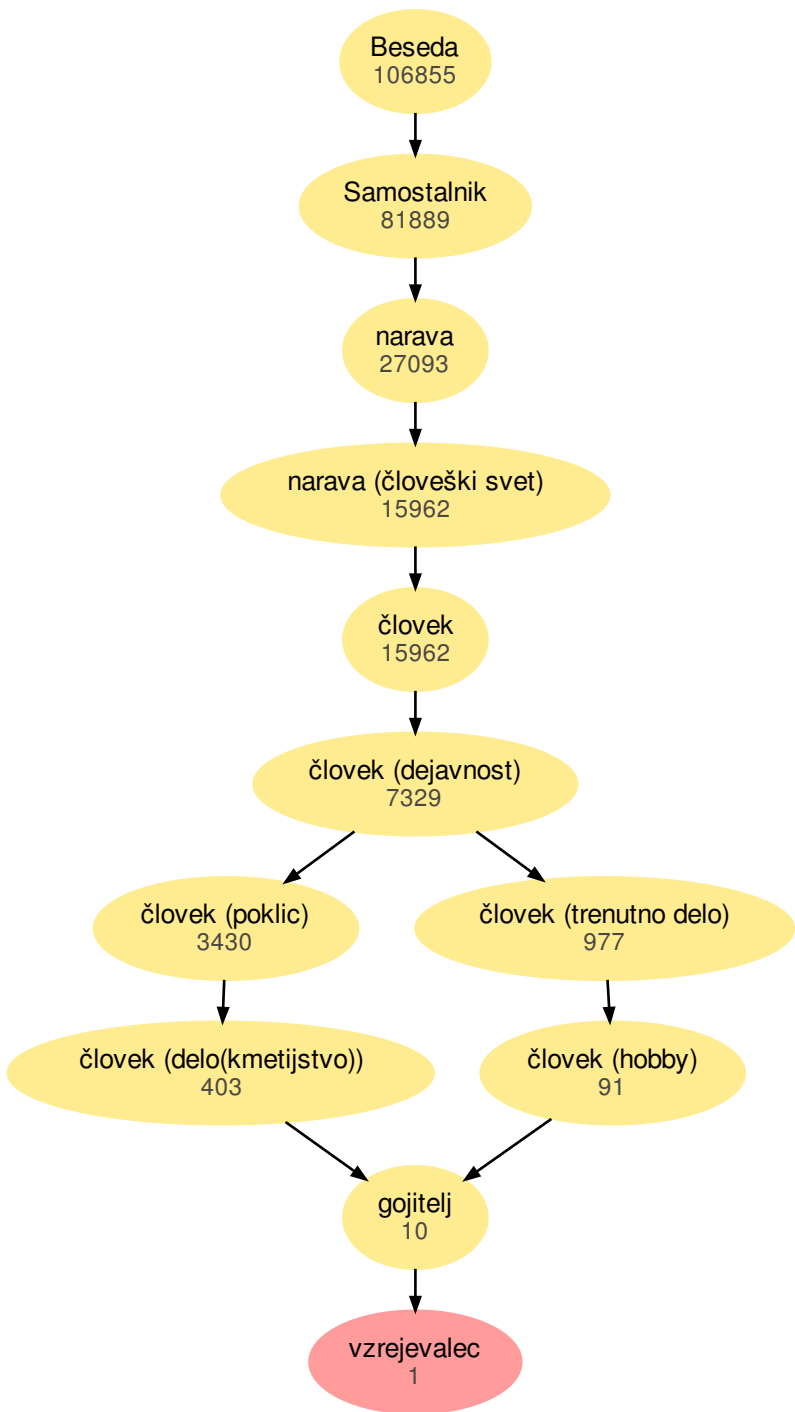 Beseda
106855
Samostalnik
81889
narava
27093
narava (človeški svet)
15962
človek
15962
človek (dejavnost)
7329
človek (poklic)
3430
človek (trenutno delo)
977
človek (delo(kmetijstvo))
403
človek (hobby)
91
gojitelj
10
vzrejevalec
1